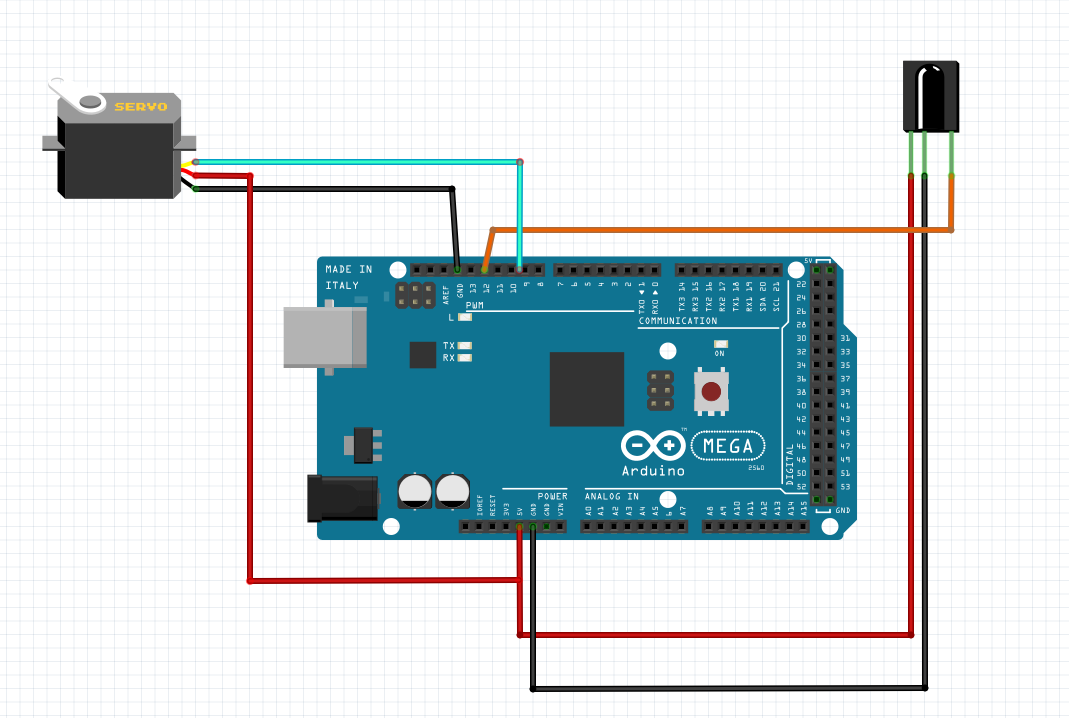 SERVO
MADE IN
ITALY
AREF
GND
13
12
11
10
9
8
7
6
5
4
3
2
TX0 ◀ 1
RX0 ▶ 0
TX3 14
RX3 15
TX2 16
RX2 17
TX1 18
RX1 19
SDA 20
SCL 21
PWM
COMMUNICATION
L
TX
RX
ON
5V
22
24
26
28
30 31
32 33
34 35
36 37
38 39
40 41
42 43
44 45
46 47
48 49
50 51
52 53
GND
DIGITAL
MEGA
2560
TM
Arduino
POWER
ANALOG IN
IOREF
RESET
3V3
5V
GND
GND
VIN
A0
A1
A2
A3
A4
A5
6
A7
A8
A9
A10
A11
A12
A13
A14
A15